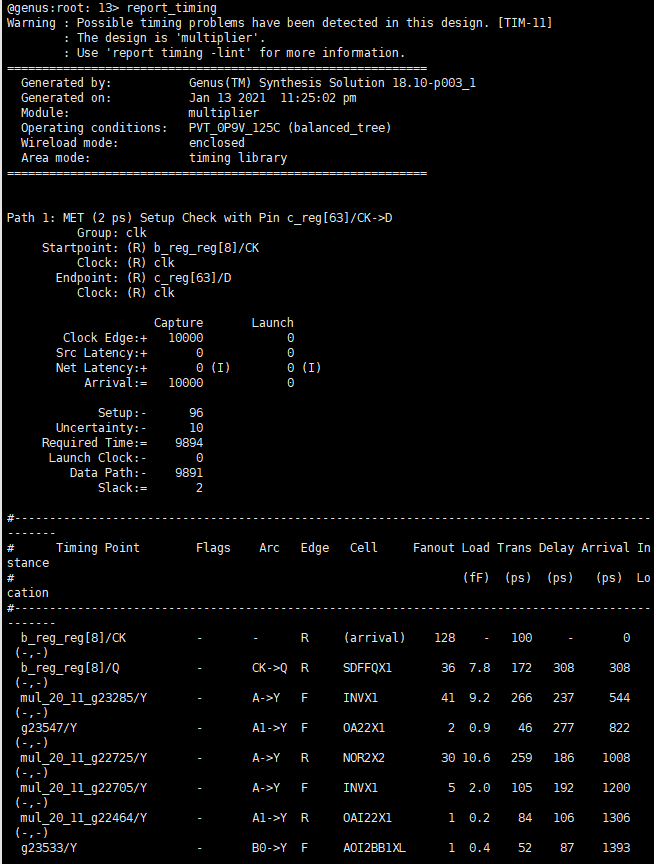 @genus:root: 13> report_timing
Warning : Possible timing problems have been detected in this design. [TIM-11]
        : The design is 'multiplier'.
        : Use 'report timing -lint' for more information.
============================================================
  Generated by:           Genus(TM) Synthesis Solution 18.10-p003_1
  Generated on:           Jan 13 2021  11:25:02 pm
  Module:                 multiplier
  Operating conditions:   PVT_0P9V_125C (balanced_tree)
  Wireload mode:          enclosed
  Area mode:              timing library
============================================================
Path 1: MET (2 ps) Setup Check with Pin c_reg[63]/CK->D
          Group: clk
     Startpoint: (R) b_reg_reg[8]/CK
          Clock: (R) clk
       Endpoint: (R) c_reg[63]/D
          Clock: (R) clk
                     Capture       Launch
        Clock Edge:+   10000            0
       Src Latency:+       0            0
       Net Latency:+       0 (I)        0 (I)
           Arrival:=   10000            0
             Setup:-      96
       Uncertainty:-      10
     Required Time:=    9894
      Launch Clock:-       0
         Data Path:-    9891
             Slack:=       2
#-------------------------------------------------------------------------------------------
-------
#      Timing Point        Flags    Arc   Edge   Cell     Fanout Load Trans Delay Arrival In
stance
#                                                                (fF)  (ps)  (ps)   (ps)  Lo
cation
#-------------------------------------------------------------------------------------------
-------
  b_reg_reg[8]/CK          -      -      R     (arrival)    128    -   100     -       0
 (-,-)
  b_reg_reg[8]/Q           -      CK->Q  R     SDFFQX1       36  7.8   172   308     308
 (-,-)
  mul_20_11_g23285/Y       -      A->Y   F     INVX1         41  9.2   266   237     544
 (-,-)
  g23547/Y                 -      A1->Y  F     OA22X1         2  0.9    46   277     822
 (-,-)
  mul_20_11_g22725/Y       -      A->Y   R     NOR2X2        30 10.6   259   186    1008
 (-,-)
  mul_20_11_g22705/Y       -      A->Y   F     INVX1          5  2.0   105   192    1200
 (-,-)
  mul_20_11_g22464/Y       -      A1->Y  R     OAI22X1        1  0.2    84   106    1306
 (-,-)
  g23533/Y                 -      B0->Y  F     AOI2BB1XL      1  0.4    52    87    1393